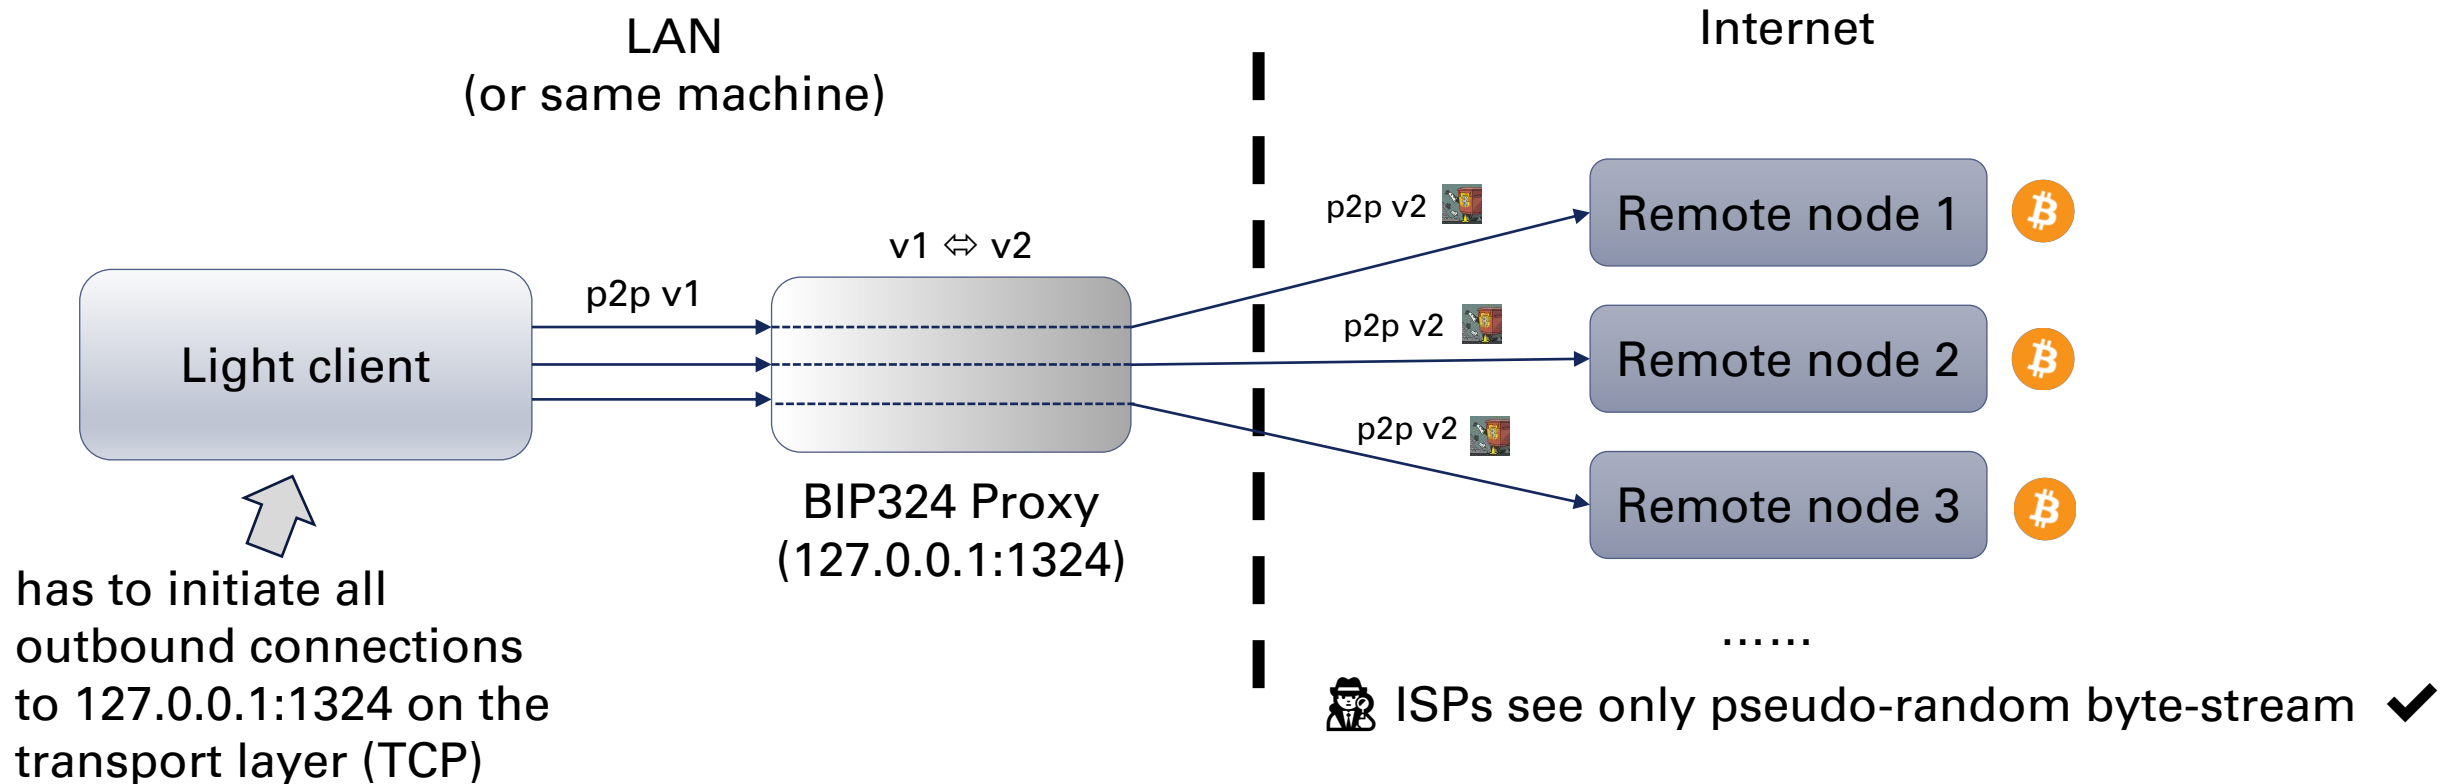 LAN
(or same machine)
Internet
p2p v2
Remote node 1
v1 ⇔ v2
p2p v1
p2p v2
Light client
Remote node 2
p2p v2
BIP324 Proxy
(127.0.0.1:1324)
Remote node 3
has to initiate all
outbound connections
to 127.0.0.1:1324 on the
transport layer (TCP)
......
ISPs see only pseudo-random byte-stream ✔